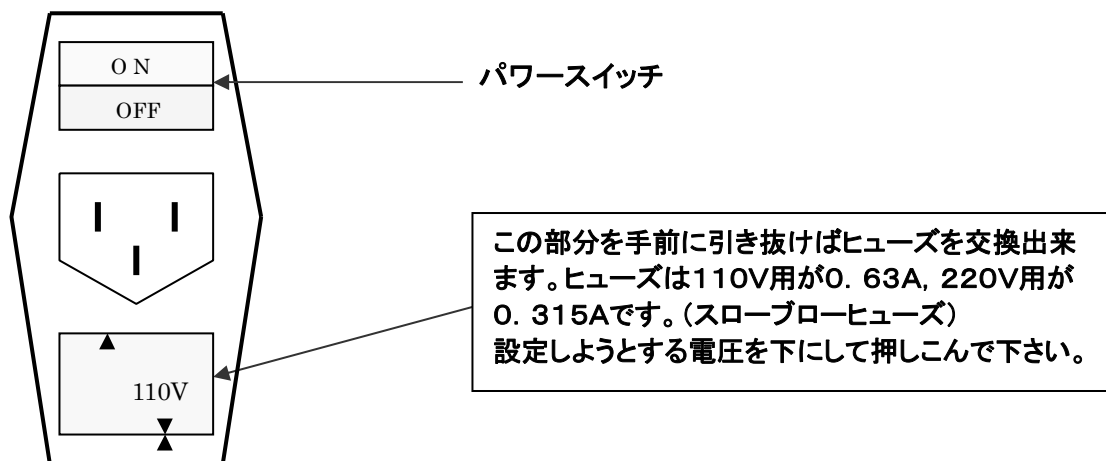 ON
パワースイッチ
OFF
この部分を手前に引き抜けばヒューズを交換出来
ます。ヒューズは110V用が0. 63A, 220V用が
0. 315Aです。(スローブローヒューズ)
設定しようとする電圧を下にして押しこんで下さい。
110V